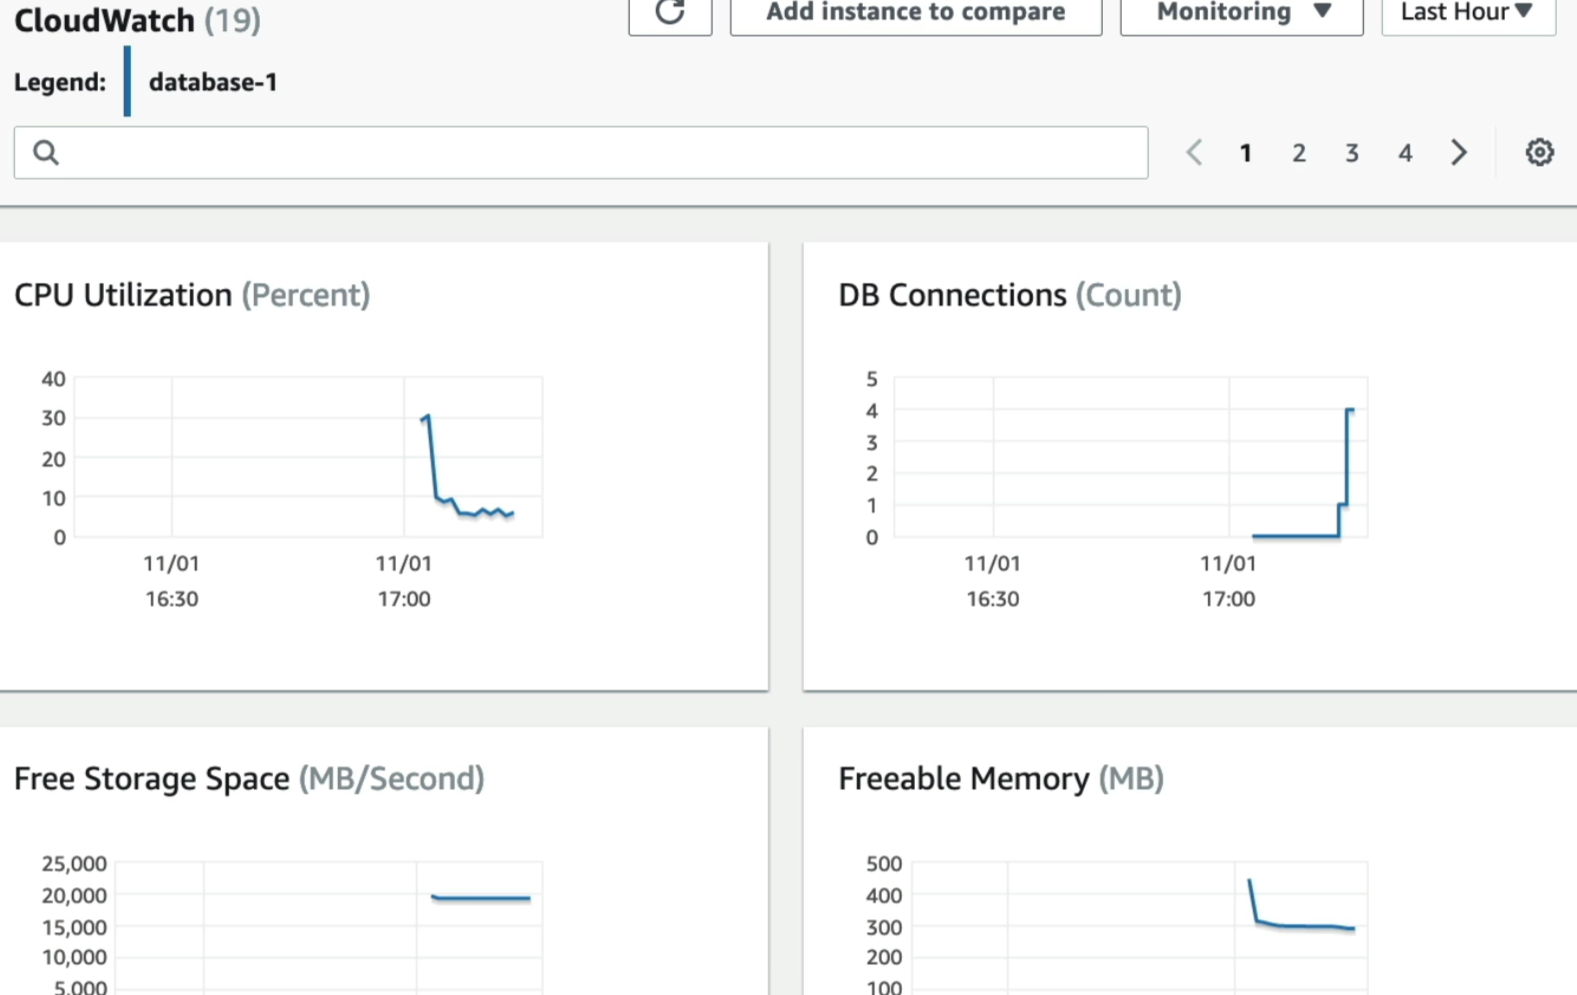 CloudWatch (19)
Add instance to compare
Monitoring
Last Hour
Legend:
database-1
1 2 3 4
CPU Utilization (Percent)
40
30
20
10
0
11/01
16:30
11/01
17:00
DB Connections (Count)
5
4
3
2
1
0
11/01
16:30
11/01
17:00
Free Storage Space (MB/Second)
25,000
20,000
15,000
10,000
5,000
Freeable Memory (MB)
500
400
300
200
100